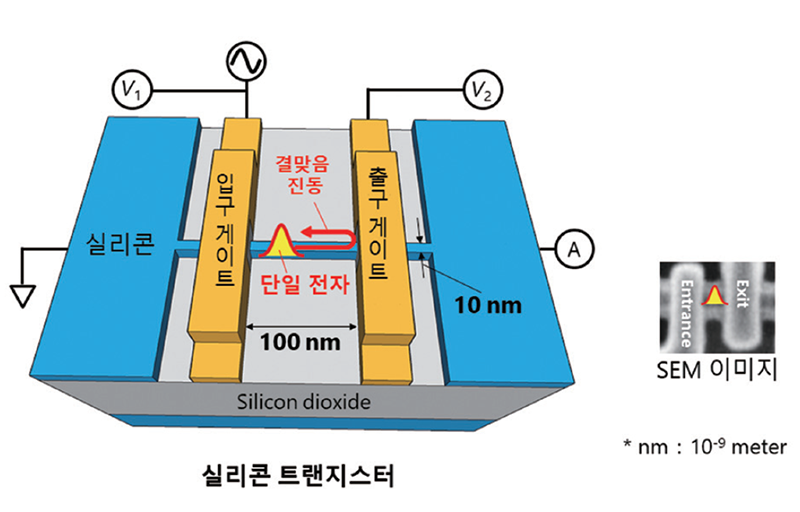 V1
V2
결맞음
진동
입구 게이트
출구 게이트
실리콘
단일 전자
A
10 nm
100 nm
Silicon dioxide
Entrance
Exit
SEM 이미지
* nm : 10-9 meter
실리콘 트랜지스터